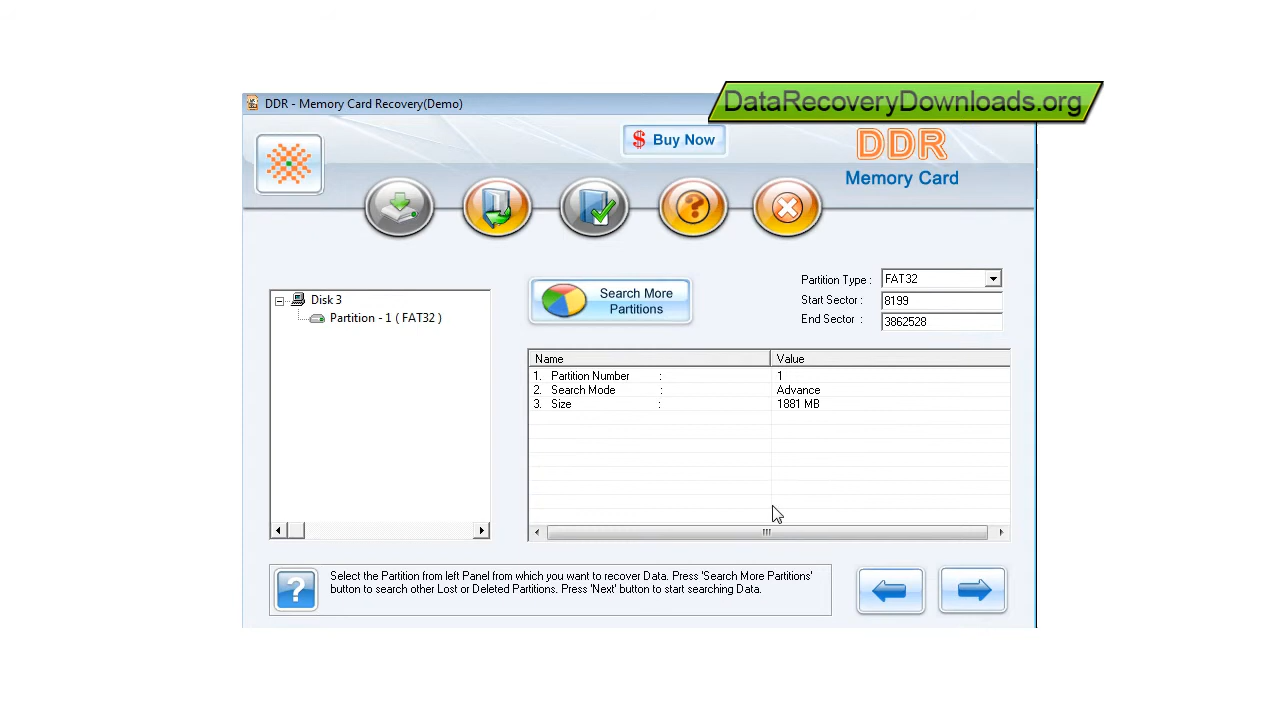 DataRecoveryDownloads.org
DDR - Memory Card Recovery(Demo)
$ Buy Now
DDR
Memory Card
Disk 3
Partition - 1 ( FAT32 )
Search More
Partitions
Partition Type : FAT32
Start Sector : 8199
End Sector : 3862528
Name Value
1. Partition Number : 1
2. Search Mode : Advance
3. Size : 1881 MB
? Select the Partition from left Panel from which you want to recover Data. Press 'Search More Partitions'
button to search other Lost or Deleted Partitions. Press 'Next' button to start searching Data.